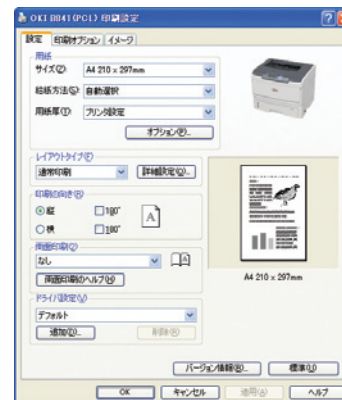 OKI B841(PCL) 印刷設定
設定 印刷オプション イメージ
用紙
サイズ(Z): A4 210 x 297mm
給紙方法(S): 自動選択
用紙厚(T): プリンタ設定
オプション(P)...
レイアウトタイプ(F)
通常印刷 詳細設定(O)...
印刷の向き(R)
縦 180°
横 180°
A
両面印刷(2)
なし
両面印刷のヘルプ(H)
A4 210 x 297mm
ドライバ設定(V)
デフォルト
追加(D)... 削除(R)
バージョン情報(B)... 標準(U)
OK キャンセル 適用(A) ヘルプ